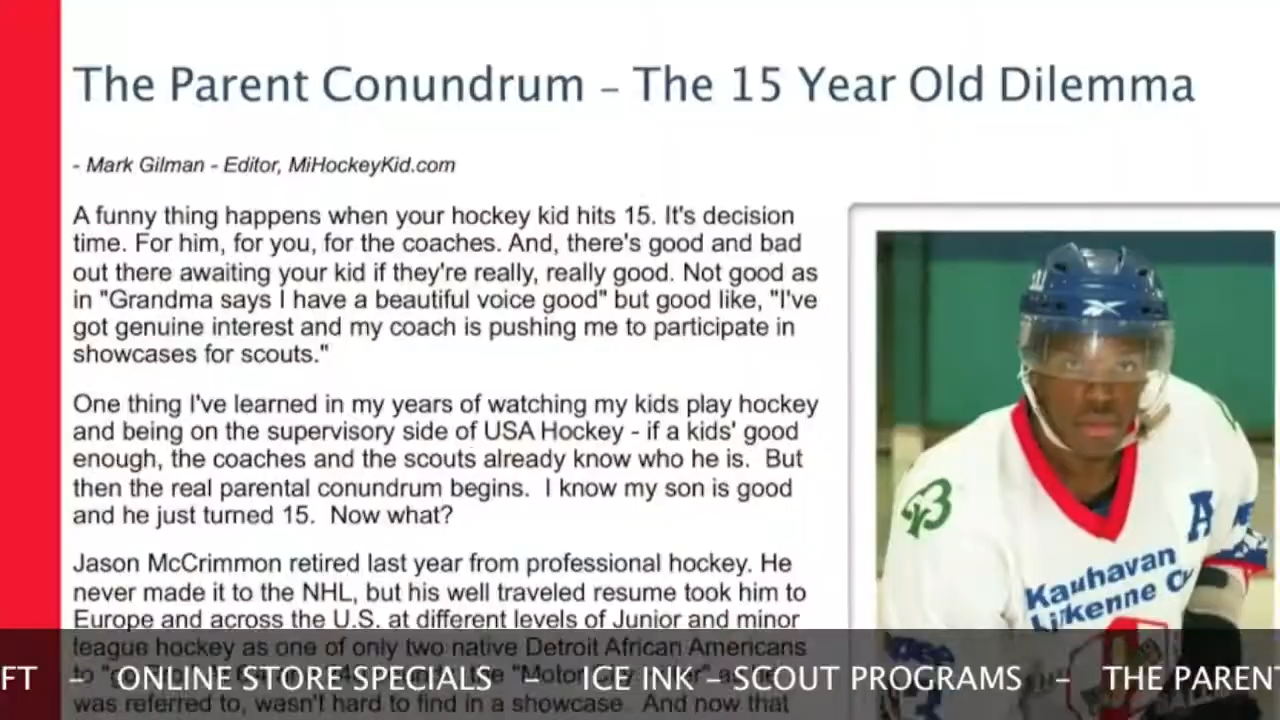 The Parent Conundrum – The 15 Year Old Dilemma
- Mark Gilman - Editor, MiHockeyKid.com
A funny thing happens when your hockey kid hits 15. It's decision
time. For him, for you, for the coaches. And, there's good and bad
out there awaiting your kid if they're really, really good. Not good as
in "Grandma says I have a beautiful voice good" but good like, "I've
got genuine interest and my coach is pushing me to participate in
showcases for scouts."
One thing I've learned in my years of watching my kids play hockey
and being on the supervisory side of USA Hockey - if a kids' good
enough, the coaches and the scouts already know who he is. But
then the real parental conundrum begins. I know my son is good
and he just turned 15. Now what?
Jason McCrimmon retired last year from professional hockey. He
never made it to the NHL, but his well traveled resume took him to
Europe and across the U.S. at different levels of Junior and minor
league hockey as one of only two native Detroit African Americans
was referred to, wasn't hard to find in a showcase. And now that
A
Kauhavan
FT – ONLINE STORE SPECIALS – ICE INK – SCOUT PROGRAMS – THE PARENT